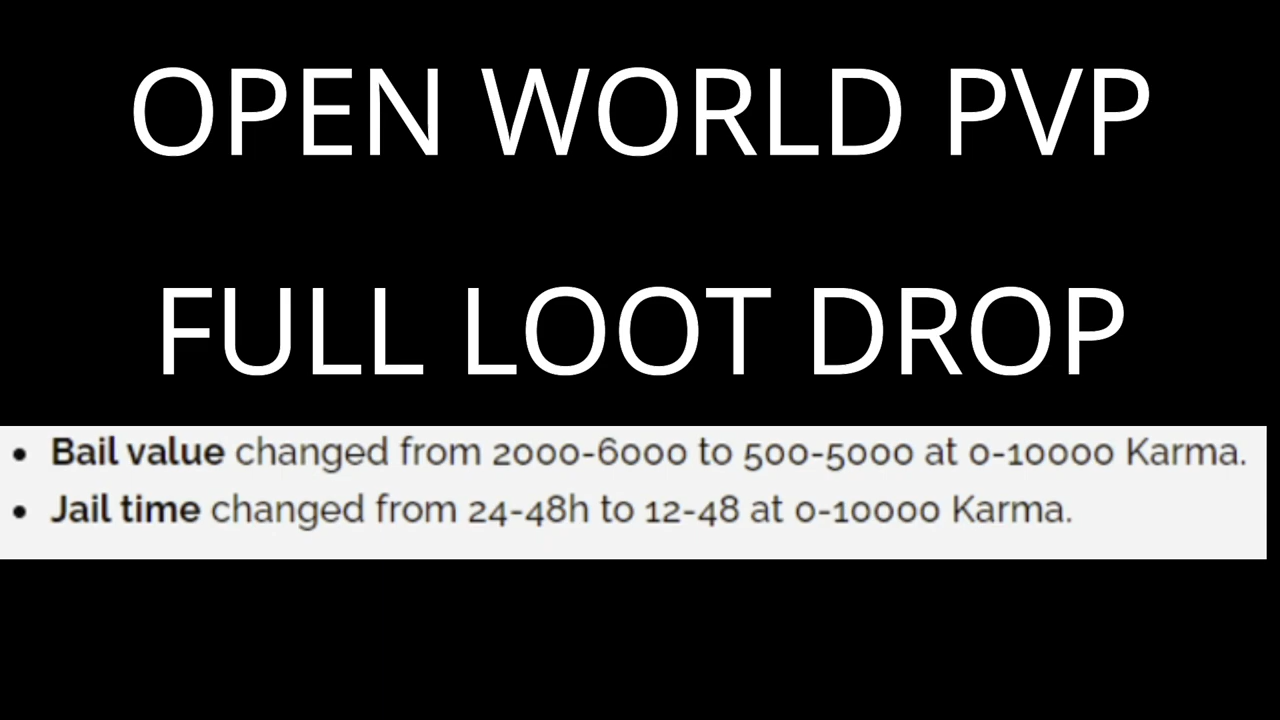 OPEN WORLD PVP
FULL LOOT DROP
• Bail value changed from 2000-6000 to 500-5000 at 0-10000 Karma.
• Jail time changed from 24-48h to 12-48 at 0-10000 Karma.